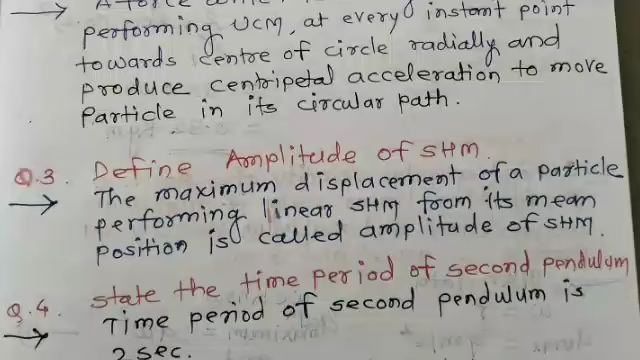 → A force
performing UCM, at every instant point
towards centre of circle radially and
produce centripetal acceleration to move
particle in its circular path.
Q.3. Define Amplitude of SHM.
→ The maximum displacement of a particle
performing linear SHM from its mean
position is called amplitude of SHM.
Q.4. State the time period of second pendulum
→ Time period of second pendulum is
2 sec.